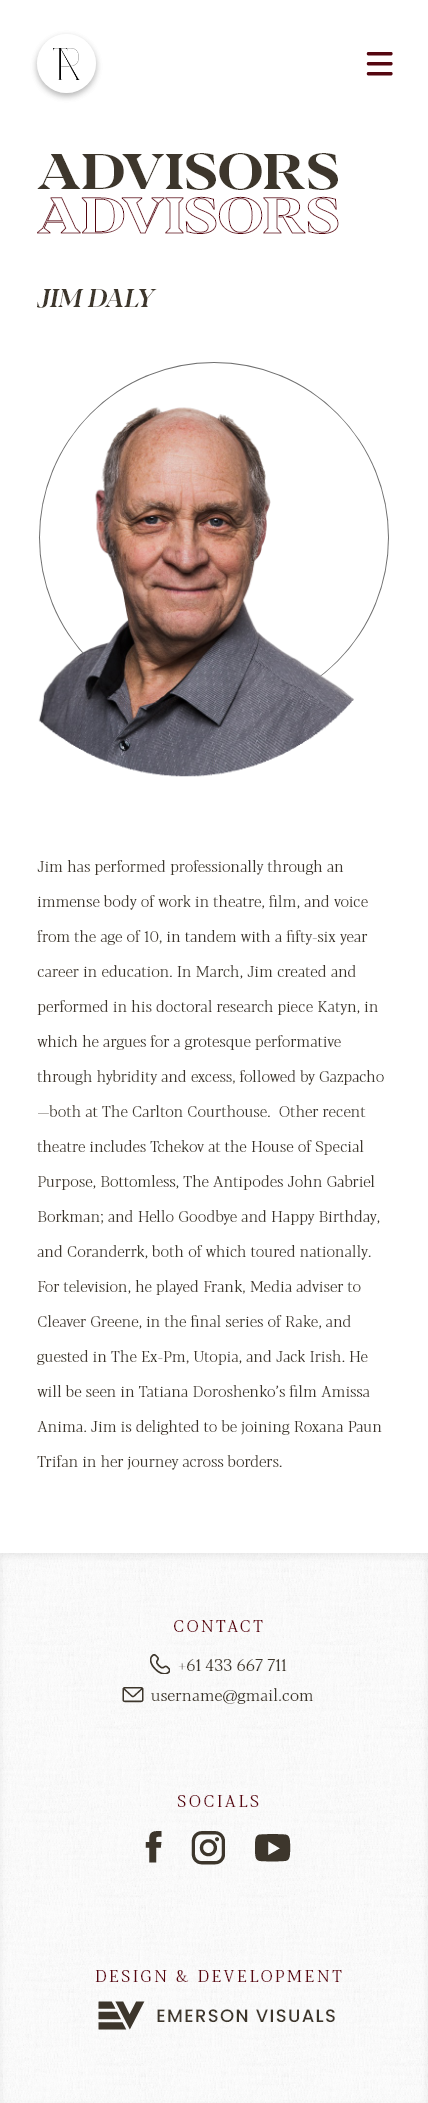 TR
ADVISORS
ADVISORS
JIM DALY
Jim has performed professionally through an
immense body of work in theatre, film, and voice
from the age of 10, in tandem with a fifty-six year
career in education. In March, Jim created and
performed in his doctoral research piece Katyn, in
which he argues for a grotesque performative
through hybridity and excess, followed by Gazpacho
—both at The Carlton Courthouse.  Other recent
theatre includes Tchekov at the House of Special
Purpose, Bottomless, The Antipodes John Gabriel
Borkman; and Hello Goodbye and Happy Birthday,
and Coranderrk, both of which toured nationally.
For television, he played Frank, Media adviser to
Cleaver Greene, in the final series of Rake, and
guested in The Ex-Pm, Utopia, and Jack Irish. He
will be seen in Tatiana Doroshenko’s film Amissa
Anima. Jim is delighted to be joining Roxana Paun
Trifan in her journey across borders.
CONTACT
+61 433 667 711
username@gmail.com
SOCIALS
DESIGN & DEVELOPMENT
EV EMERSON VISUALS